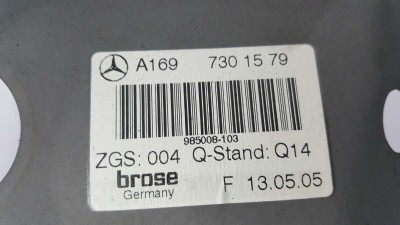 A169 730 15 79
985008-103
ZGS: 004 Q-Stand: Q14
brose F 13.05.05
Germany